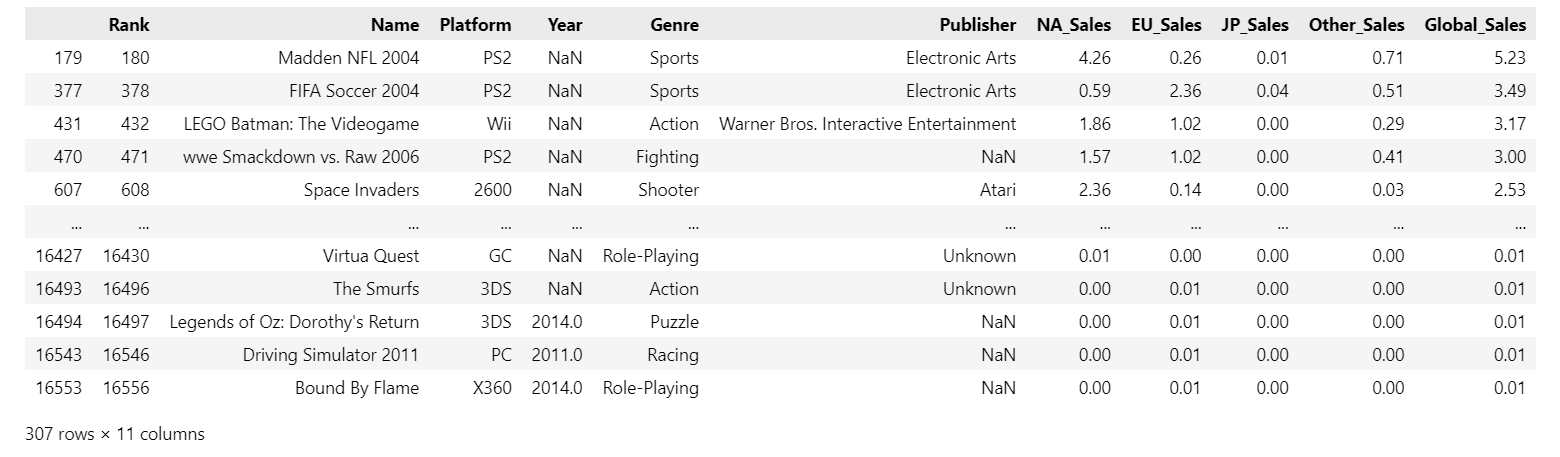 Rank Name Platform Year Genre Publisher NA_Sales EU_Sales JP_Sales Other_Sales Global_Sales
179 180 Madden NFL 2004 PS2 NaN Sports Electronic Arts 4.26 0.26 0.01 0.71 5.23
377 378 FIFA Soccer 2004 PS2 NaN Sports Electronic Arts 0.59 2.36 0.04 0.51 3.49
431 432 LEGO Batman: The Videogame Wii NaN Action Warner Bros. Interactive Entertainment 1.86 1.02 0.00 0.29 3.17
470 471 wwe Smackdown vs. Raw 2006 PS2 NaN Fighting NaN 1.57 1.02 0.00 0.41 3.00
607 608 Space Invaders 2600 NaN Shooter Atari 2.36 0.14 0.00 0.03 2.53
... ... ... ... ... ... ... ... ... ... ... ...
16427 16430 Virtua Quest GC NaN Role-Playing Unknown 0.01 0.00 0.00 0.00 0.01
16493 16496 The Smurfs 3DS NaN Action Unknown 0.00 0.01 0.00 0.00 0.01
16494 16497 Legends of Oz: Dorothy's Return 3DS 2014.0 Puzzle NaN 0.00 0.01 0.00 0.00 0.01
16543 16546 Driving Simulator 2011 PC 2011.0 Racing NaN 0.00 0.01 0.00 0.00 0.01
16553 16556 Bound By Flame X360 2014.0 Role-Playing NaN 0.00 0.01 0.00 0.00 0.01
307 rows × 11 columns